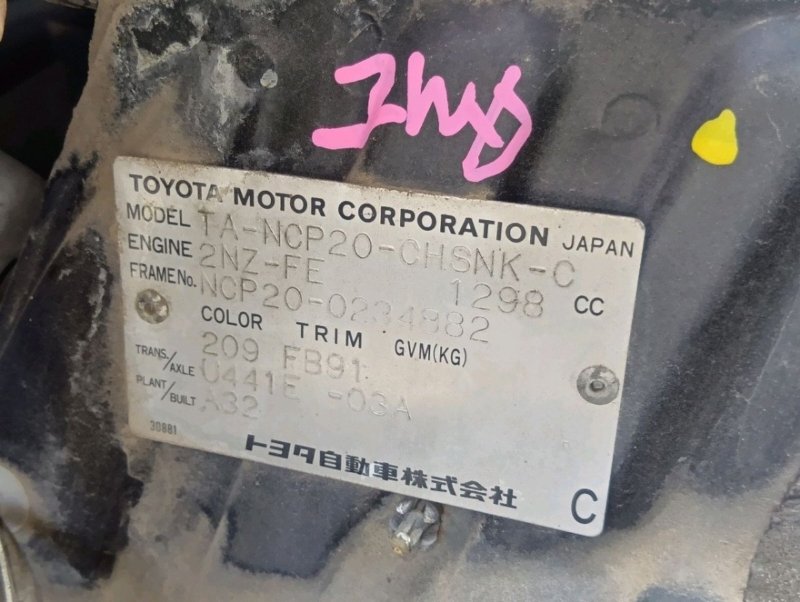 TOYOTA MOTOR CORPORATION JAPAN
MODEL TA-NCP20-CHSNK-C
ENGINE 2NZ-FE 1298 CC
FRAME No. NCP20-0234882
COLOR TRIM GVM(KG)
209 FB91
TRANS./AXLE U441E -03A
PLANT/BUILT A32
30881
トヨタ自動車株式会社
C